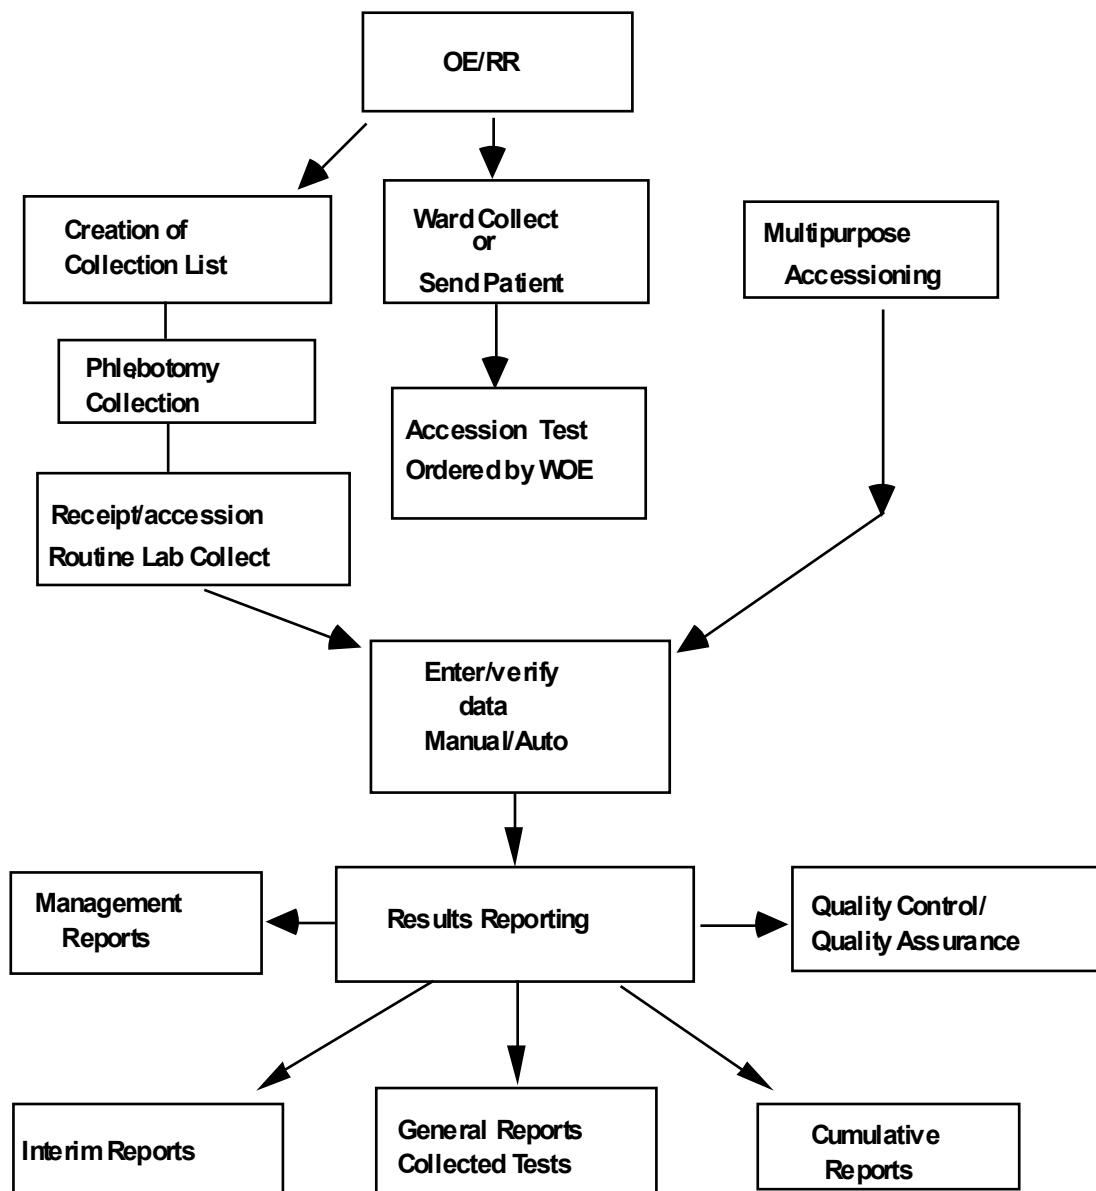 OE/RR
Creation of
Collection List
Ward Collect
or
Send Patient
Multipurpose
Accessioning
Phlebotomy
Collection
Accession Test
Ordered by WOE
Receipt/accession
Routine Lab Collect
Enter/verify
data
Manual/Auto
Management
Reports
Results Reporting
Quality Control/
Quality Assurance
Interim Reports
General Reports
Collected Tests
Cumulative
Reports